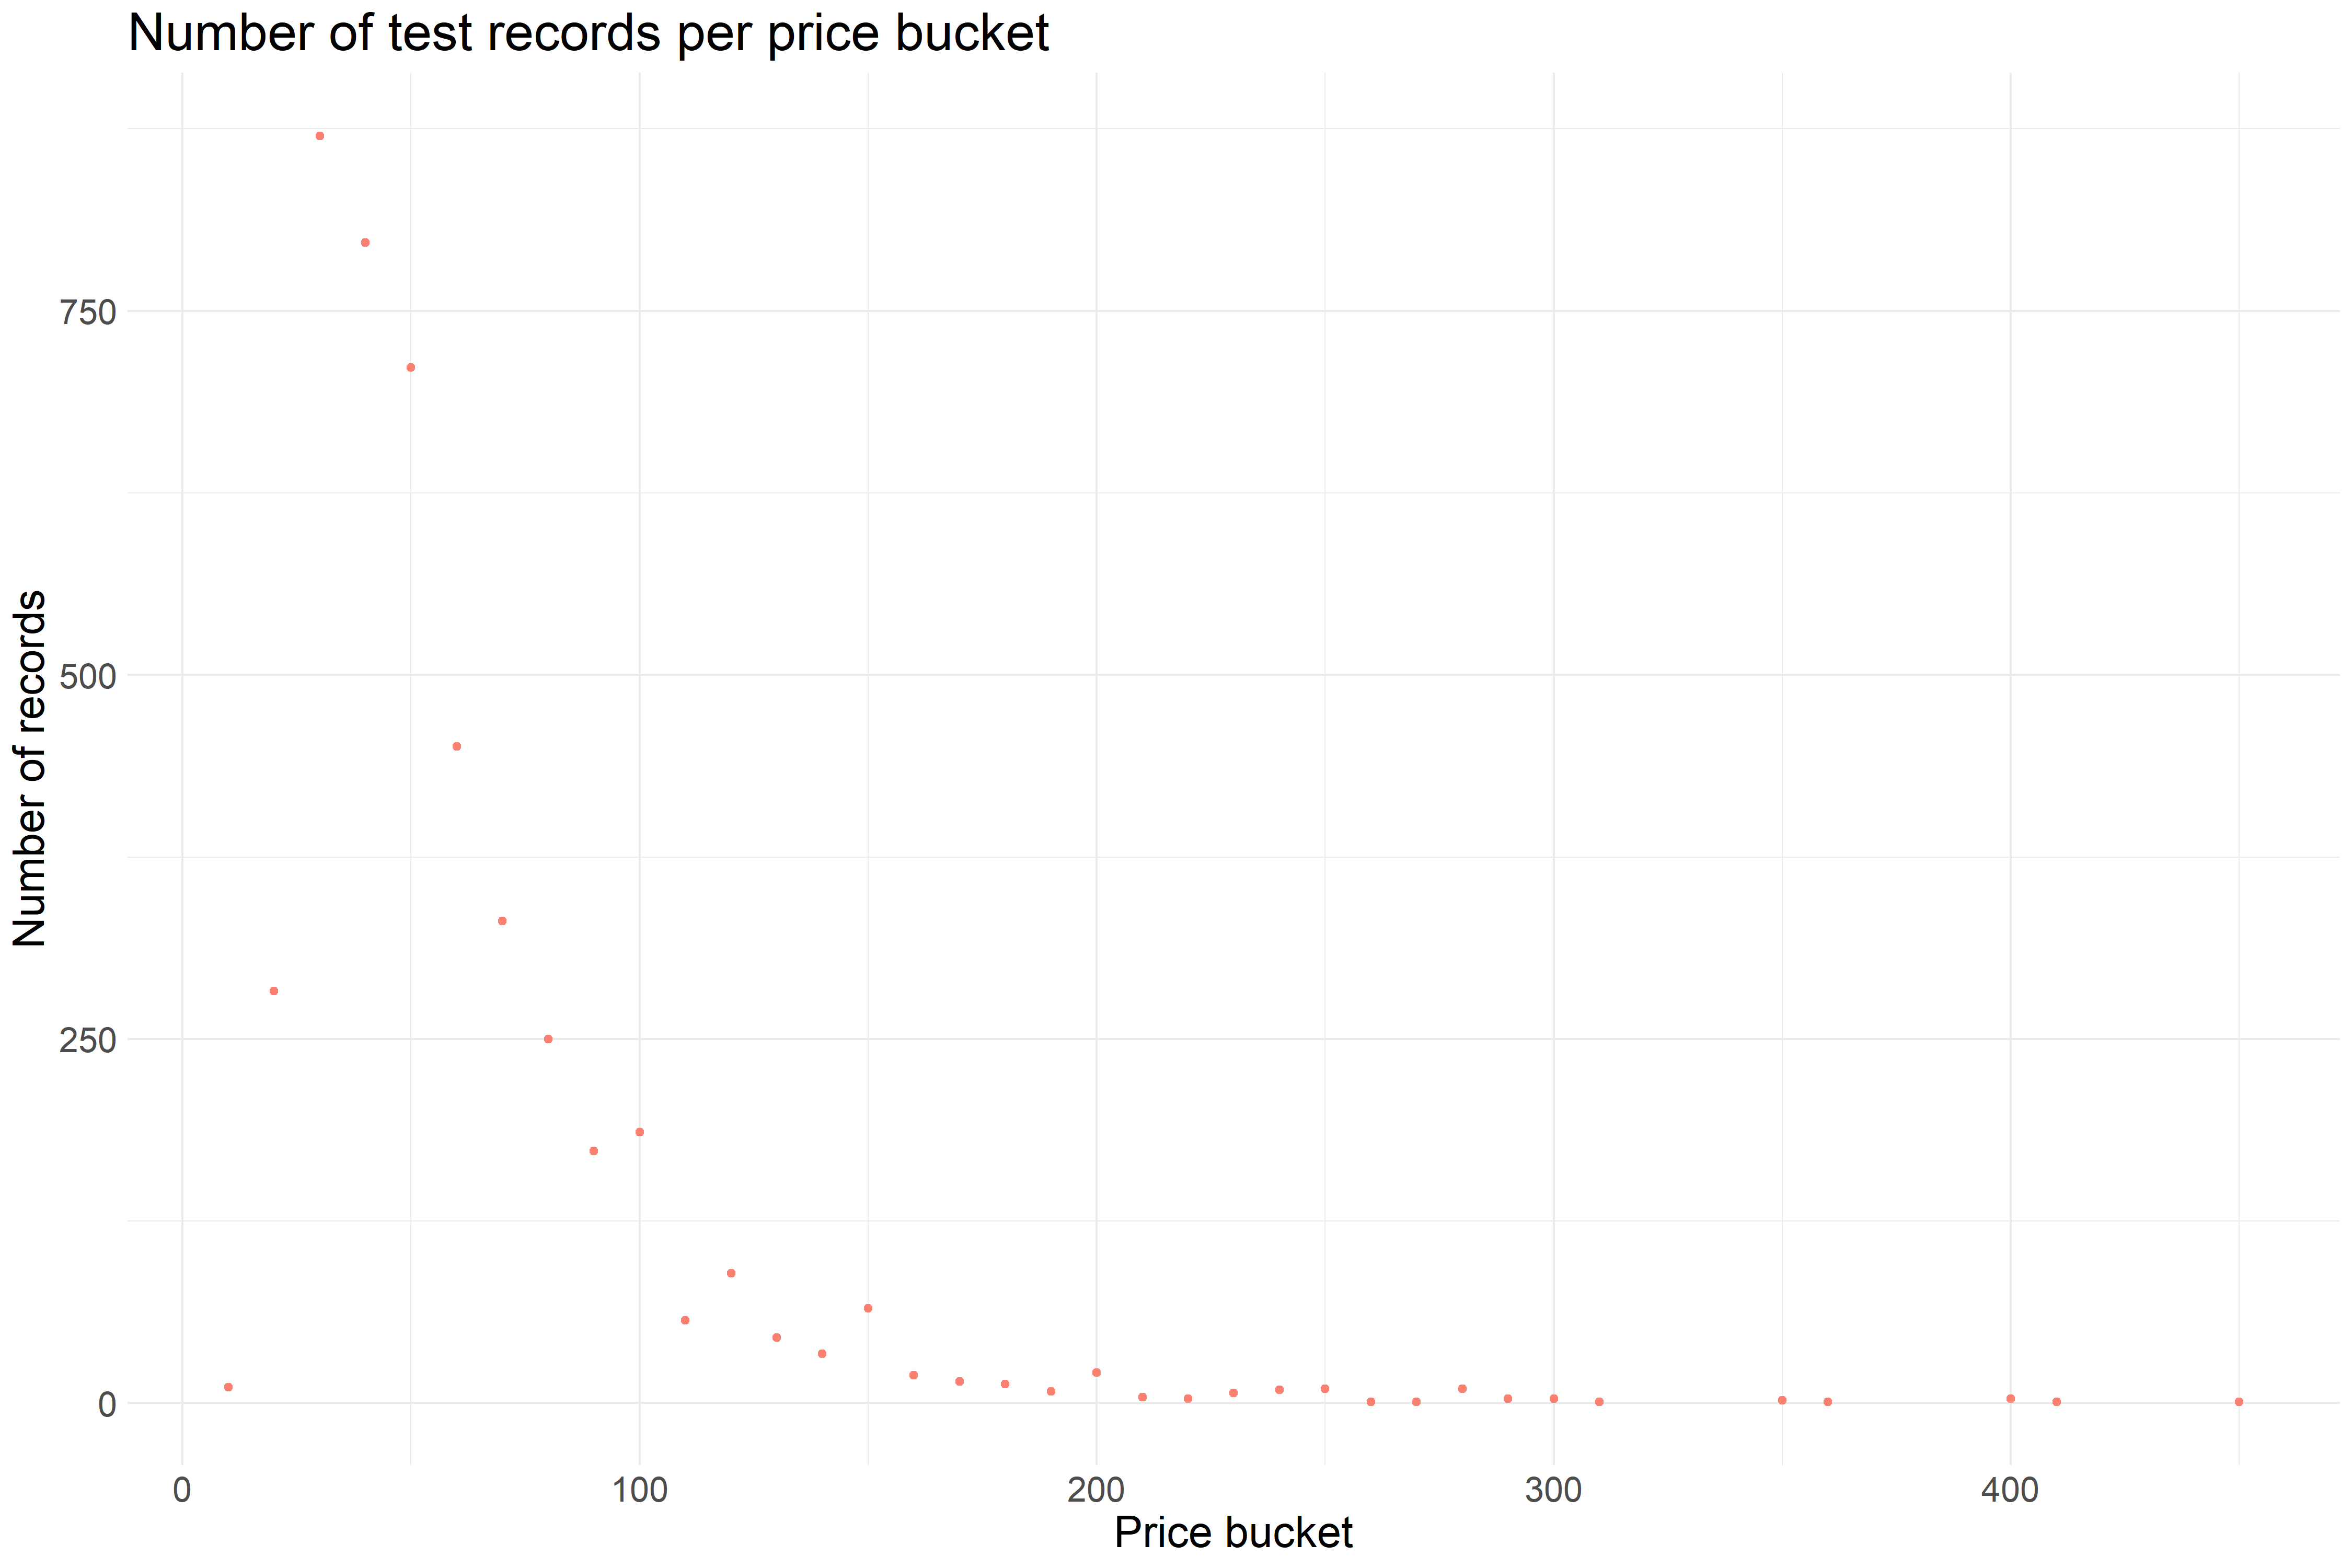 Number of test records per price bucket
Number of records
750
500
250
0
0 100 200 300 400
Price bucket